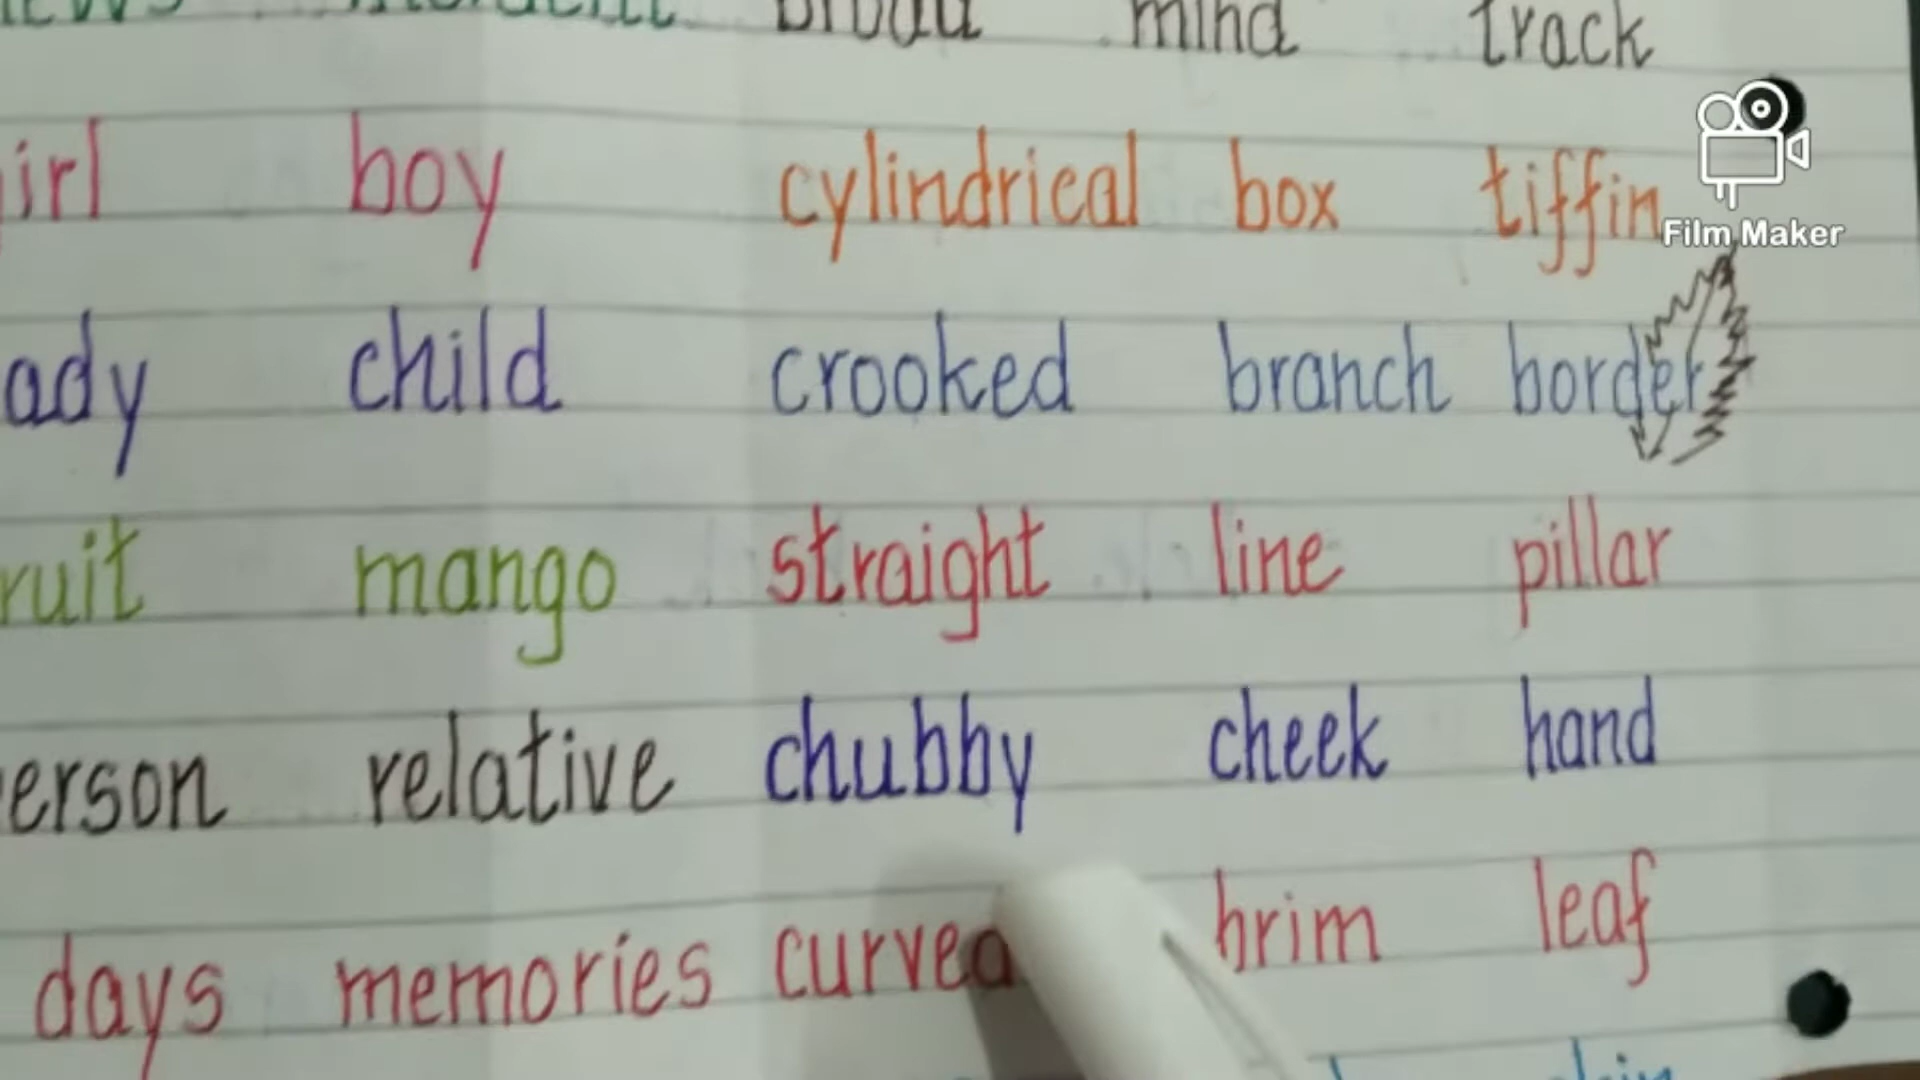 broad mind track
irl boy cylindrical box tiffin
Film Maker
ady child crooked branch border
ruit mango straight line pillar
erson relative chubby cheek hand
days memories curved brim leaf